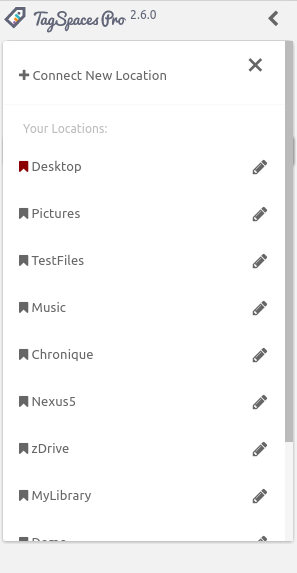 TagSpaces Pro 2.6.0
Connect New Location
Your Locations:
Desktop
Pictures
TestFiles
Music
Chronique
Nexus5
zDrive
MyLibrary